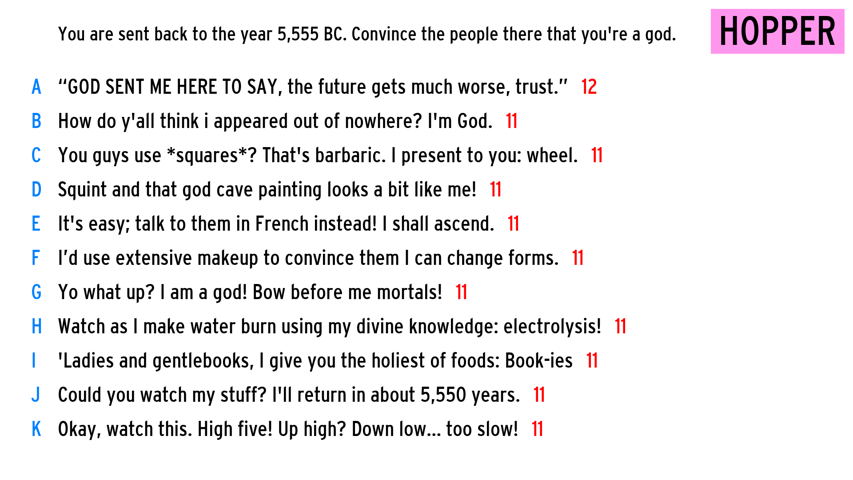 You are sent back to the year 5,555 BC. Convince the people there that you're a god.
HOPPER
A “GOD SENT ME HERE TO SAY, the future gets much worse, trust.” 12
B How do y'all think i appeared out of nowhere? I'm God. 11
C You guys use *squares*? That's barbaric. I present to you: wheel. 11
D Squint and that god cave painting looks a bit like me! 11
E It's easy; talk to them in French instead! I shall ascend. 11
F I’d use extensive makeup to convince them I can change forms. 11
G Yo what up? I am a god! Bow before me mortals! 11
H Watch as I make water burn using my divine knowledge: electrolysis! 11
I 'Ladies and gentlebooks, I give you the holiest of foods: Book-ies 11
J Could you watch my stuff? I'll return in about 5,550 years. 11
K Okay, watch this. High five! Up high? Down low... too slow! 11